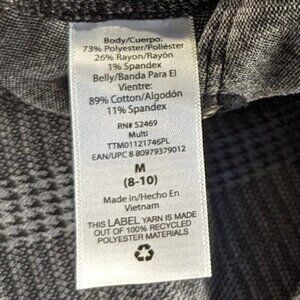 Body/Cuerpo:
73% Polyester/Poliéster
26% Rayon/Rayón
1% Spandex
Belly/Banda Para El
Vientre:
89% Cotton/Algodón
11% Spandex
RN# 52469
Multi
TTM01121746PL
EAN/UPC 8 80979379012
M
(8-10)
Made in/Hecho En
Vietnam
THIS LABEL YARN IS MADE
OUT OF 100% RECYCLED
POLYESTER MATERIALS